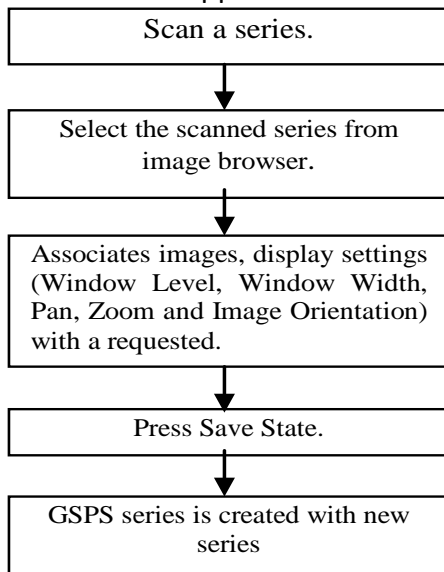 Scan a series.
Select the scanned series from
image browser.
Associates images, display settings
(Window Level, Window Width,
Pan, Zoom and Image Orientation)
with a requested.
Press Save State.
GSPS series is created with new
series